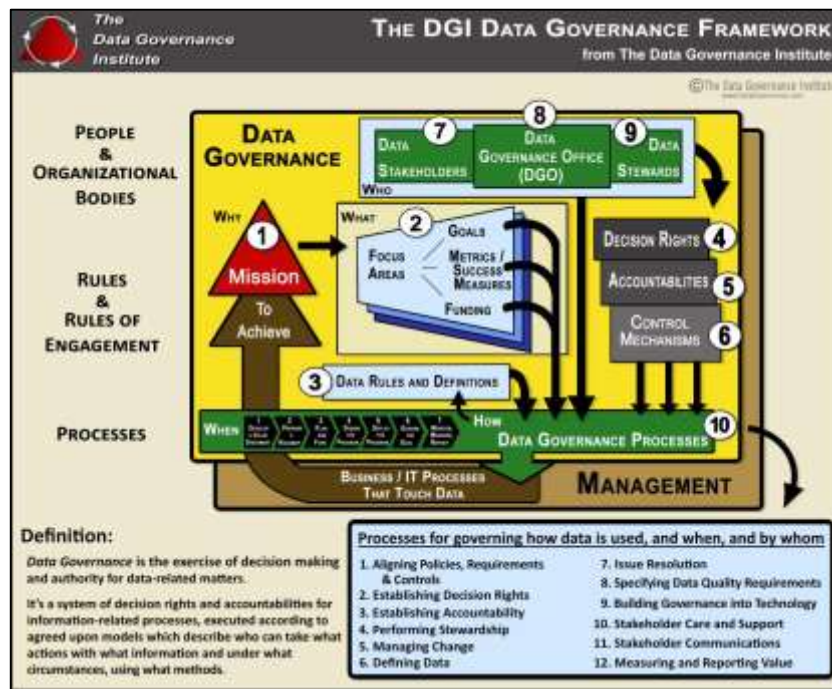 The
Data Governance
Institute
THE DGI DATA GOVERNANCE FRAMEWORK
from The Data Governance Institute
©The Data Governance Institute
PEOPLE
&
ORGANIZATIONAL
BODIES
RULES
&
RULES OF
ENGAGEMENT
PROCESSES
DATA
GOVERNANCE
7
DATA
STAKEHOLDERS
8
DATA
GOVERNANCE OFFICE
(DGO)
9
DATA
STEWARDS
WHO
WHY
1
Mission
TO
ACHIEVE
WHAT
2
FOCUS
AREAS
GOALS
METRICS /
SUCCESS
MEASURES
FUNDING
DECISION RIGHTS
4
ACCOUNTABILITIES
5
CONTROL
MECHANISMS
6
3
DATA RULES AND DEFINITIONS
WHEN
HOW
DATA GOVERNANCE PROCESSES
10
BUSINESS / IT PROCESSES
THAT TOUCH DATA
MANAGEMENT
Definition:
Data Governance is the exercise of decision making
and authority for data-related matters.
It's a system of decision rights and accountabilities for
information-related processes, executed according to
agreed upon models which describe who can take what
actions with what information and under what
circumstances, using what methods.
Processes for governing how data is used, and when, and by whom
1. Aligning Policies, Requirements
& Controls
2. Establishing Decision Rights
3. Establishing Accountability
4. Performing Stewardship
5. Managing Change
6. Defining Data
7. Issue Resolution
8. Specifying Data Quality Requirements
9. Building Governance into Technology
10. Stakeholder Care and Support
11. Stakeholder Communications
12. Measuring and Reporting Value